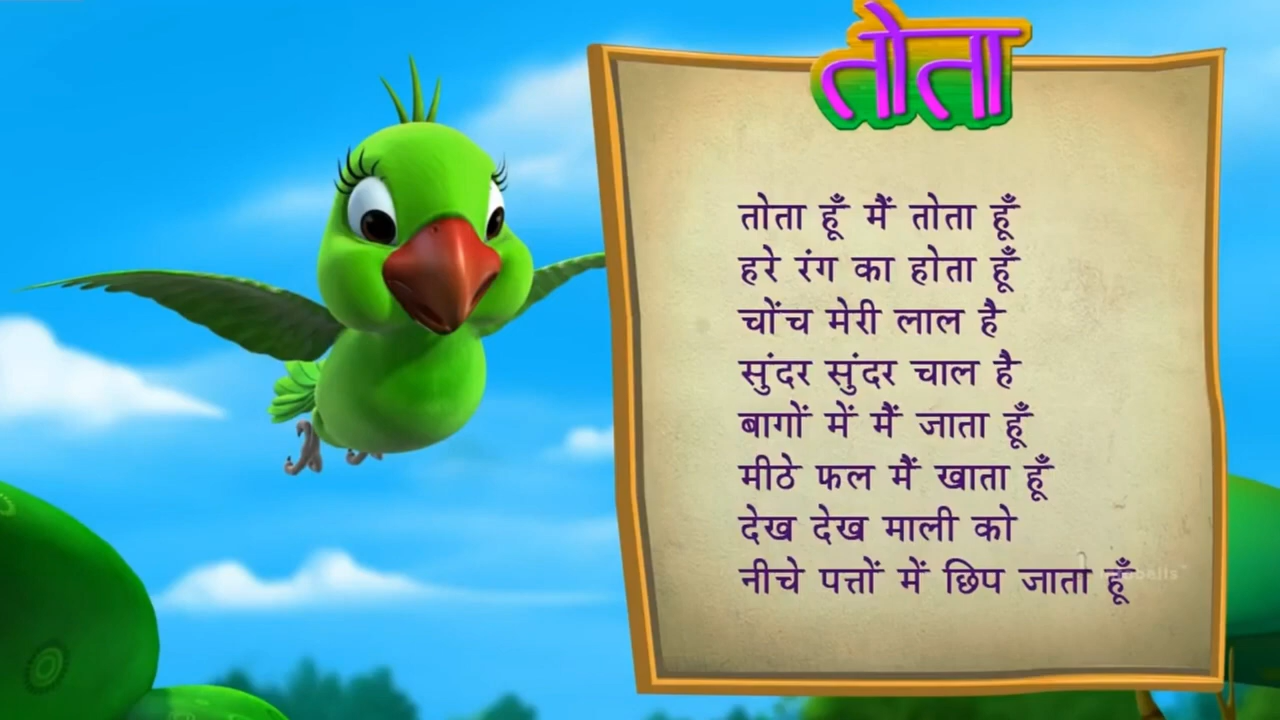 तोता
तोता हूँ मैं तोता हूँ
हरे रंग का होता हूँ
चोंच मेरी लाल है
सुंदर सुंदर चाल है
बागों में मैं जाता हूँ
मीठे फल मैं खाता हूँ
देख देख माली को
नीचे पत्तों में छिप जाता हूँ